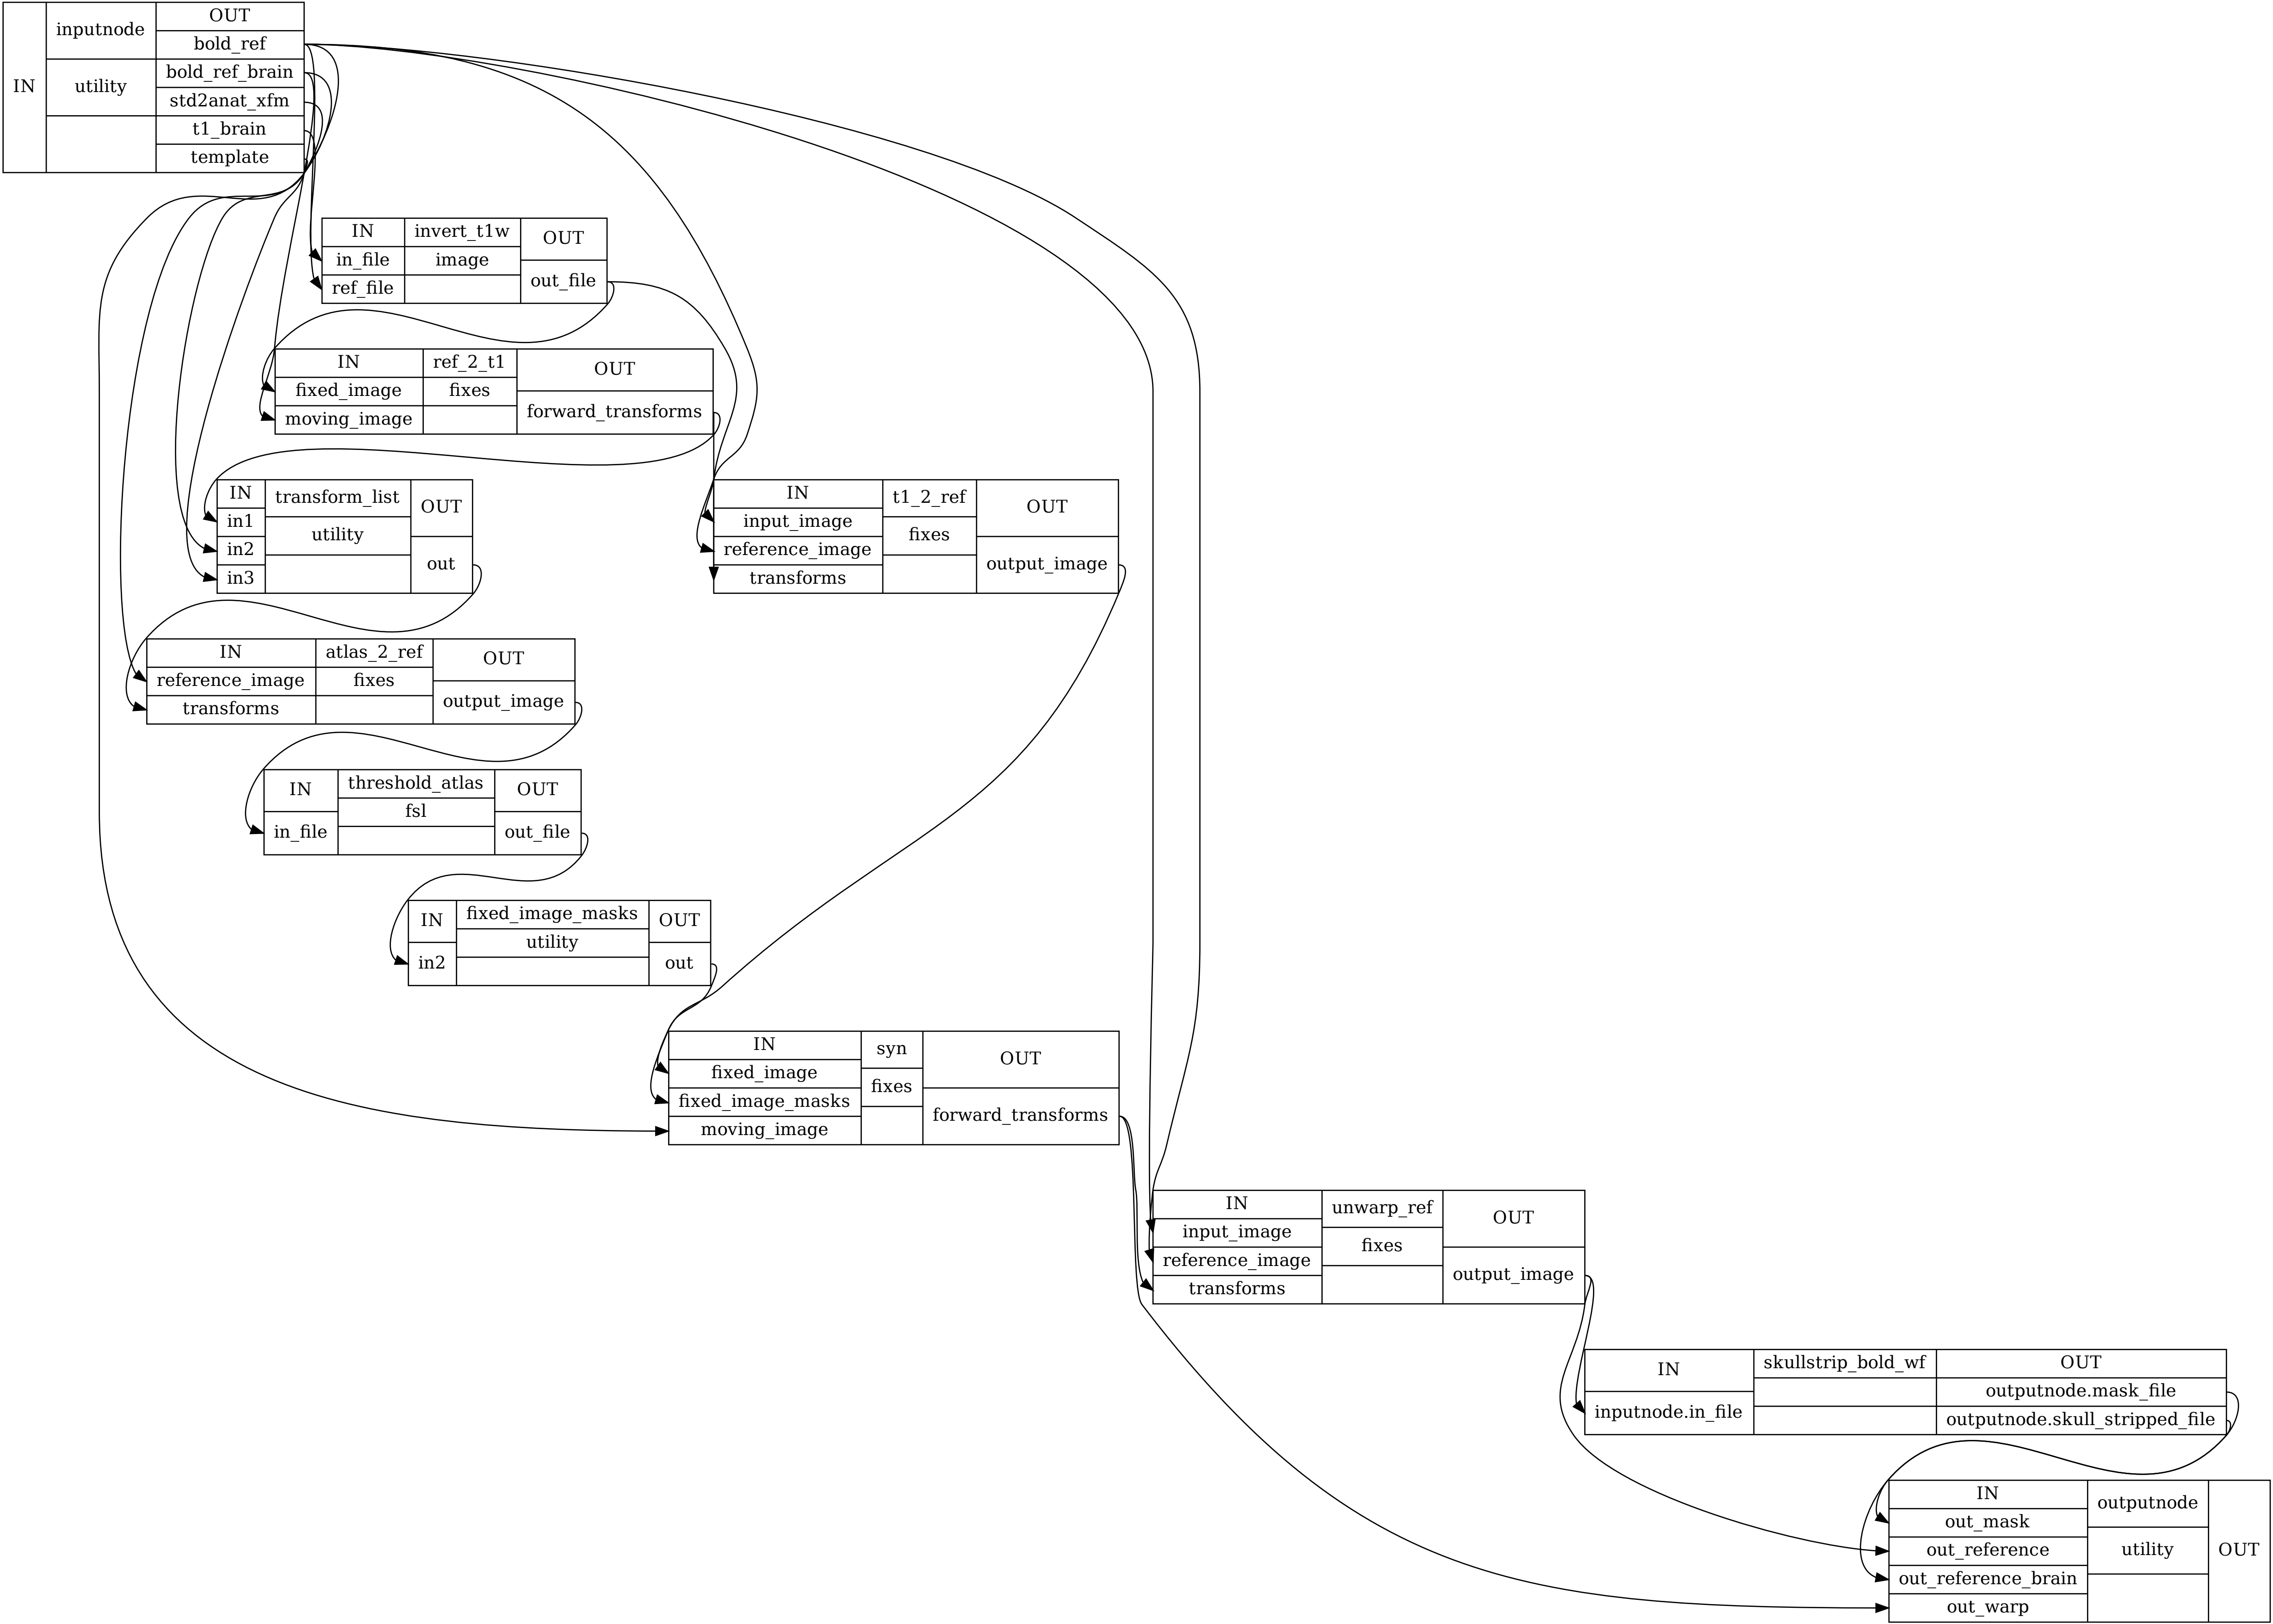 IN
inputnode
utility
OUT
bold_ref
bold_ref_brain
std2anat_xfm
t1_brain
template
IN
in_file
ref_file
invert_t1w
image
OUT
out_file
IN
fixed_image
moving_image
ref_2_t1
fixes
OUT
forward_transforms
IN
in1
in2
in3
transform_list
utility
OUT
out
IN
input_image
reference_image
transforms
t1_2_ref
fixes
OUT
output_image
IN
reference_image
transforms
atlas_2_ref
fixes
OUT
output_image
IN
in_file
threshold_atlas
fsl
OUT
out_file
IN
in2
fixed_image_masks
utility
OUT
out
IN
fixed_image
fixed_image_masks
moving_image
syn
fixes
OUT
forward_transforms
IN
input_image
reference_image
transforms
unwarp_ref
fixes
OUT
output_image
IN
inputnode.in_file
skullstrip_bold_wf
OUT
outputnode.mask_file
outputnode.skull_stripped_file
IN
out_mask
out_reference
out_reference_brain
out_warp
outputnode
utility
OUT